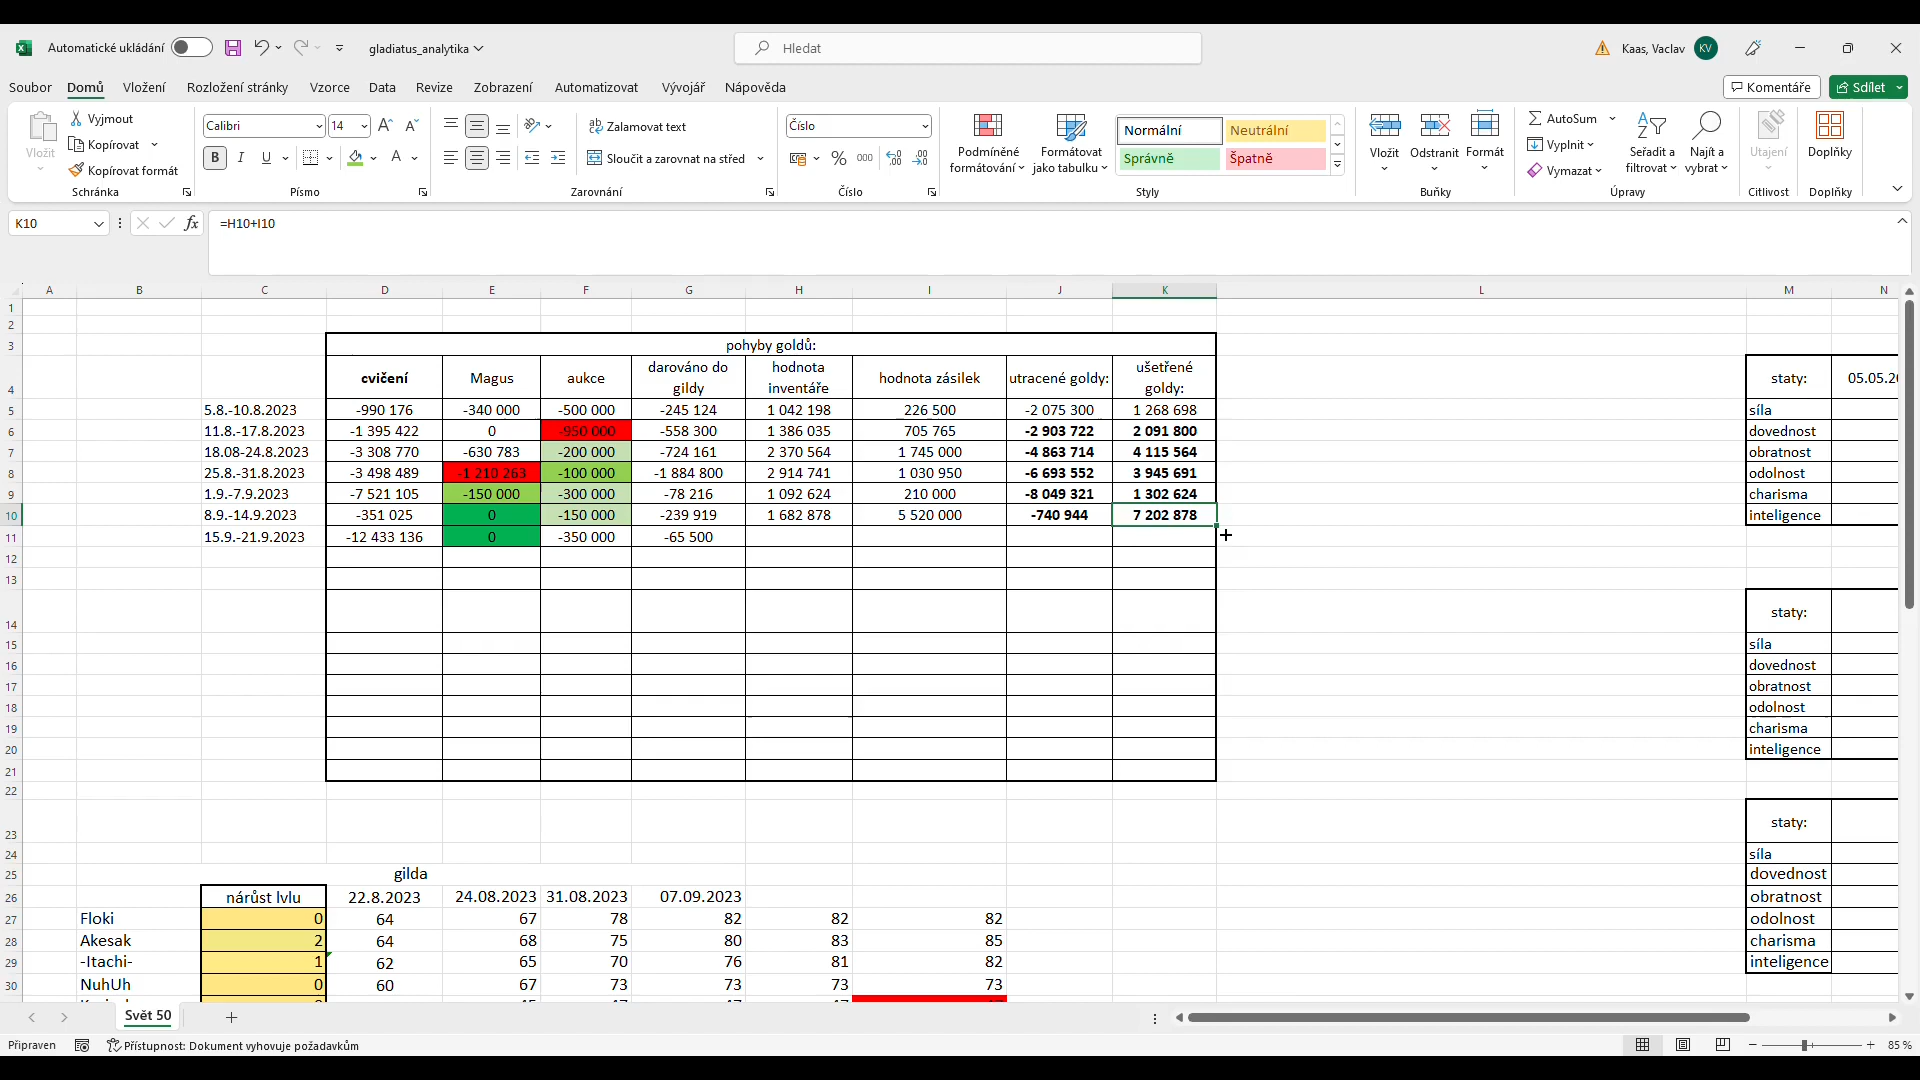 Automatické ukládání gladiatus_analytika Hledat Kaas, Vaclav KV
Soubor Domů Vložení Rozložení stránky Vzorce Data Revize Zobrazení Automatizovat Vývojář Nápověda Komentáře Sdílet
Vložit Vyjmout Kopírovat Kopírovat formát Schránka
Calibri 14 B I U A Písmo
Zalamovat text Sloučit a zarovnat na střed Zarovnání
Číslo % 000 Číslo
Podmíněné formátování Formátovat jako tabulku Normální Neutrální Správně Špatně Styly
Vložit Odstranit Formát Buňky
AutoSum Vyplnit Vymazat Seřadit a filtrovat Najít a vybrat Úpravy
Utajení Citlivost Doplňky Doplňky
K10 fx =H10+I10
A B C D E F G H I J K L M N
1
2
3 pohyby goldů:
4 cvičení Magus aukce darováno do gildy hodnota inventáře hodnota zásilek utracené goldy: ušetřené goldy: staty: 05.05.20
5 5.8.-10.8.2023 -990 176 -340 000 -500 000 -245 124 1 042 198 226 500 -2 075 300 1 268 698 síla
6 11.8.-17.8.2023 -1 395 422 0 -950 000 -558 300 1 386 035 705 765 -2 903 722 2 091 800 dovednost
7 18.08-24.8.2023 -3 308 770 -630 783 -200 000 -724 161 2 370 564 1 745 000 -4 863 714 4 115 564 obratnost
8 25.8.-31.8.2023 -3 498 489 -1 210 263 -100 000 -1 884 800 2 914 741 1 030 950 -6 693 552 3 945 691 odolnost
9 1.9.-7.9.2023 -7 521 105 -150 000 -300 000 -78 216 1 092 624 210 000 -8 049 321 1 302 624 charisma
10 8.9.-14.9.2023 -351 025 0 -150 000 -239 919 1 682 878 5 520 000 -740 944 7 202 878 inteligence
11 15.9.-21.9.2023 -12 433 136 0 -350 000 -65 500
12
13
14 staty:
15 síla
16 dovednost
17 obratnost
18 odolnost
19 charisma
20 inteligence
21
22
23 staty:
24 síla
25 gilda dovednost
26 nárůst lvlu 22.8.2023 24.08.2023 31.08.2023 07.09.2023 obratnost
27 Floki 0 64 67 78 82 82 82 odolnost
28 Akesak 2 64 68 75 80 83 85 charisma
29 -Itachi- 1 62 65 70 76 81 82 inteligence
30 NuhUh 0 60 67 73 73 73 73
Svět 50
Připraven Přístupnost: Dokument vyhovuje požadavkům 85 %